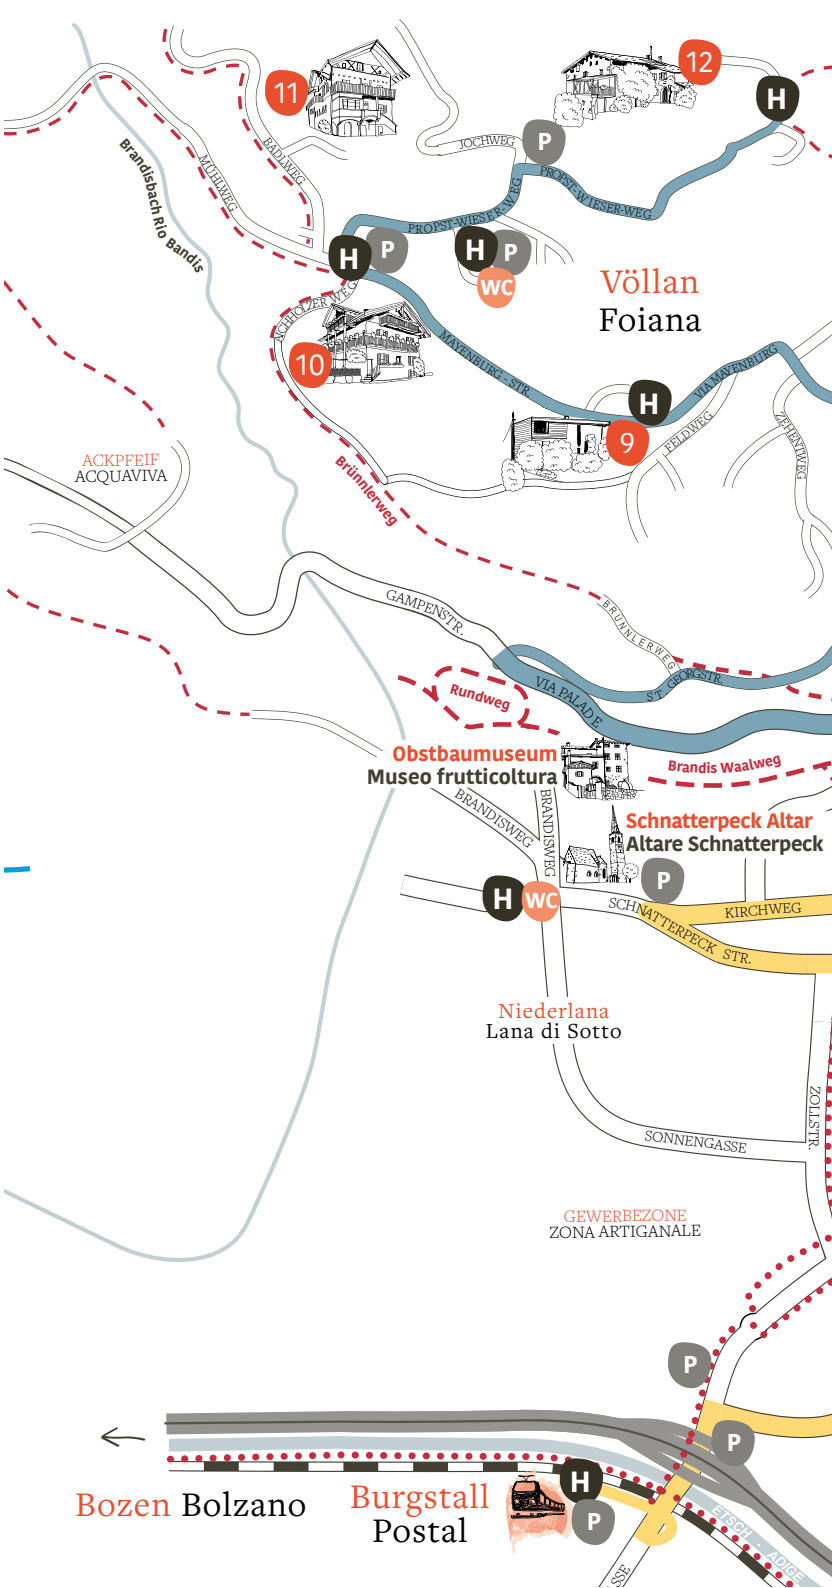 12
11
H
P
JOCHWEG
BADLWEG
MÜHLWEG
Brandisbach Rio Bandis
PROPST-WIESER-WEG
PROPST-WIESER-WEG
H
P
H
P
WC
Völlan
Foiana
AICHHOLZER WEG
10
MAYENBURG - STR.
VIA MAYENBURG
H
9
FELDWEG
ZEHENTWEG
ACKPFEIF
ACQUAVIVA
Brünnlerweg
GAMPENSTR.
BRÜNNLERWEG
ST. GEORGSTR.
VIA PALADE
Rundweg
Obstbaumuseum
Museo frutticoltura
Brandis Waalweg
BRANDISWEG
BRANDISWEG
Schnatterpeck Altar
Altare Schnatterpeck
P
H
WC
SCHNATTERPECK STR.
KIRCHWEG
Niederlana
Lana di Sotto
ZOLLSTR.
SONNENGASSE
GEWERBEZONE
ZONA ARTIGIANALE
P
P
H
P
Bozen Bolzano
Burgstall
Postal
ETSCH - ADIGE